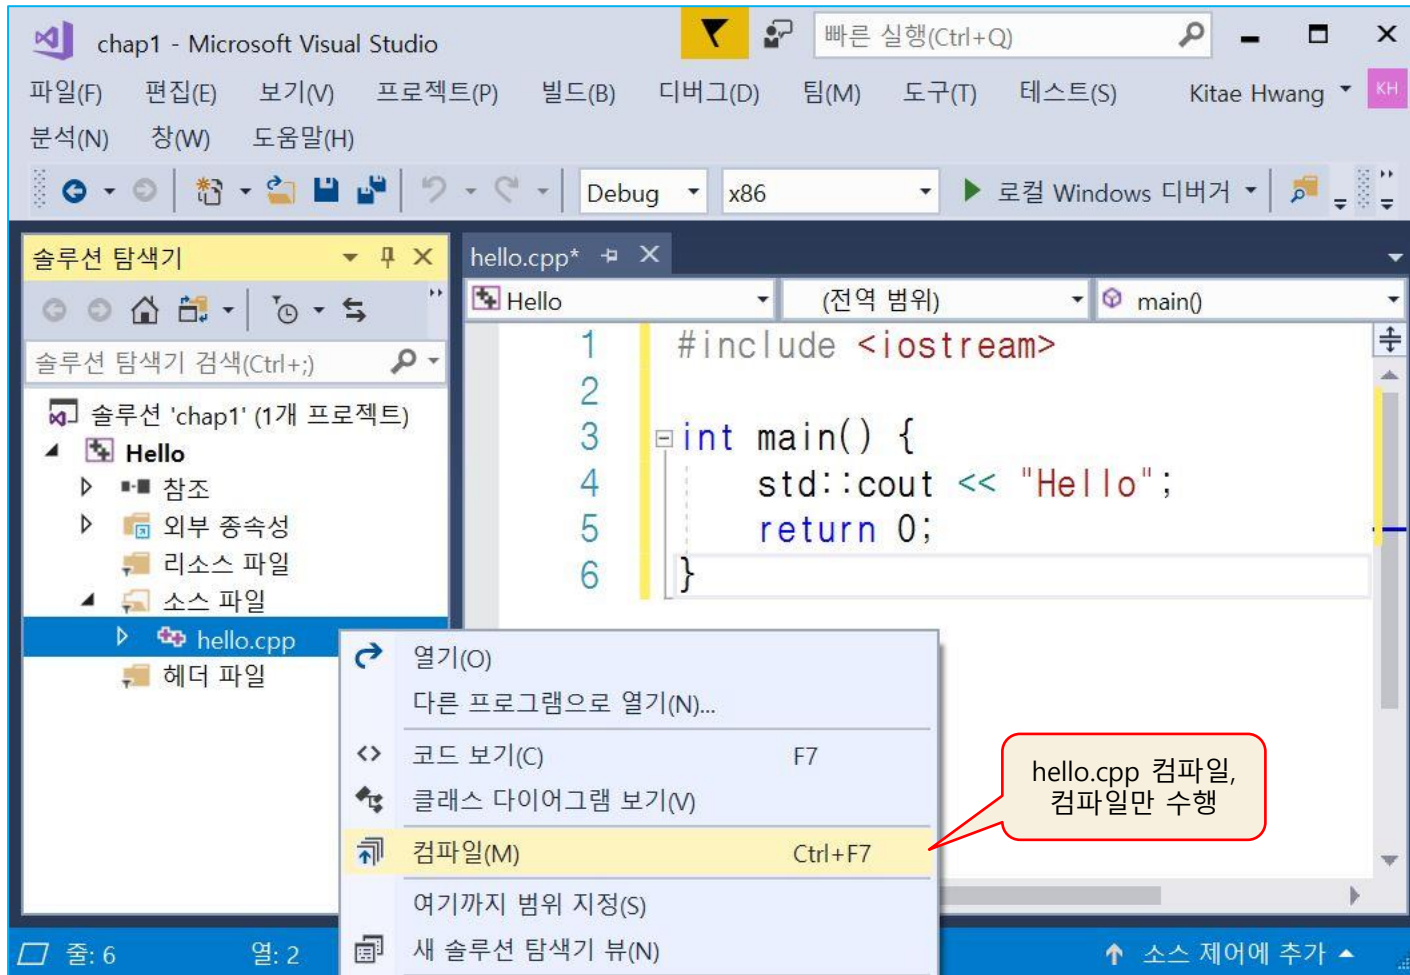 chap1 - Microsoft Visual Studio
빠른 실행(Ctrl+Q)
파일(F) 편집(E) 보기(V) 프로젝트(P) 빌드(B) 디버그(D) 팀(M) 도구(T) 테스트(S) Kitae Hwang KH
분석(N) 창(W) 도움말(H)
Debug x86 로컬 Windows 디버거
솔루션 탐색기
솔루션 탐색기 검색(Ctrl+;)
솔루션 'chap1' (1개 프로젝트)
Hello
참조
외부 종속성
리소스 파일
소스 파일
hello.cpp
헤더 파일
hello.cpp*
Hello (전역 범위) main()
1 #include <iostream>
2
3 int main() {
4 std::cout << "Hello";
5 return 0;
6 }
열기(O)
다른 프로그램으로 열기(N)...
코드 보기(C) F7
클래스 다이어그램 보기(V)
컴파일(M) Ctrl+F7
여기까지 범위 지정(S)
새 솔루션 탐색기 뷰(N)
hello.cpp 컴파일,
컴파일만 수행
줄: 6 열: 2 소스 제어에 추가